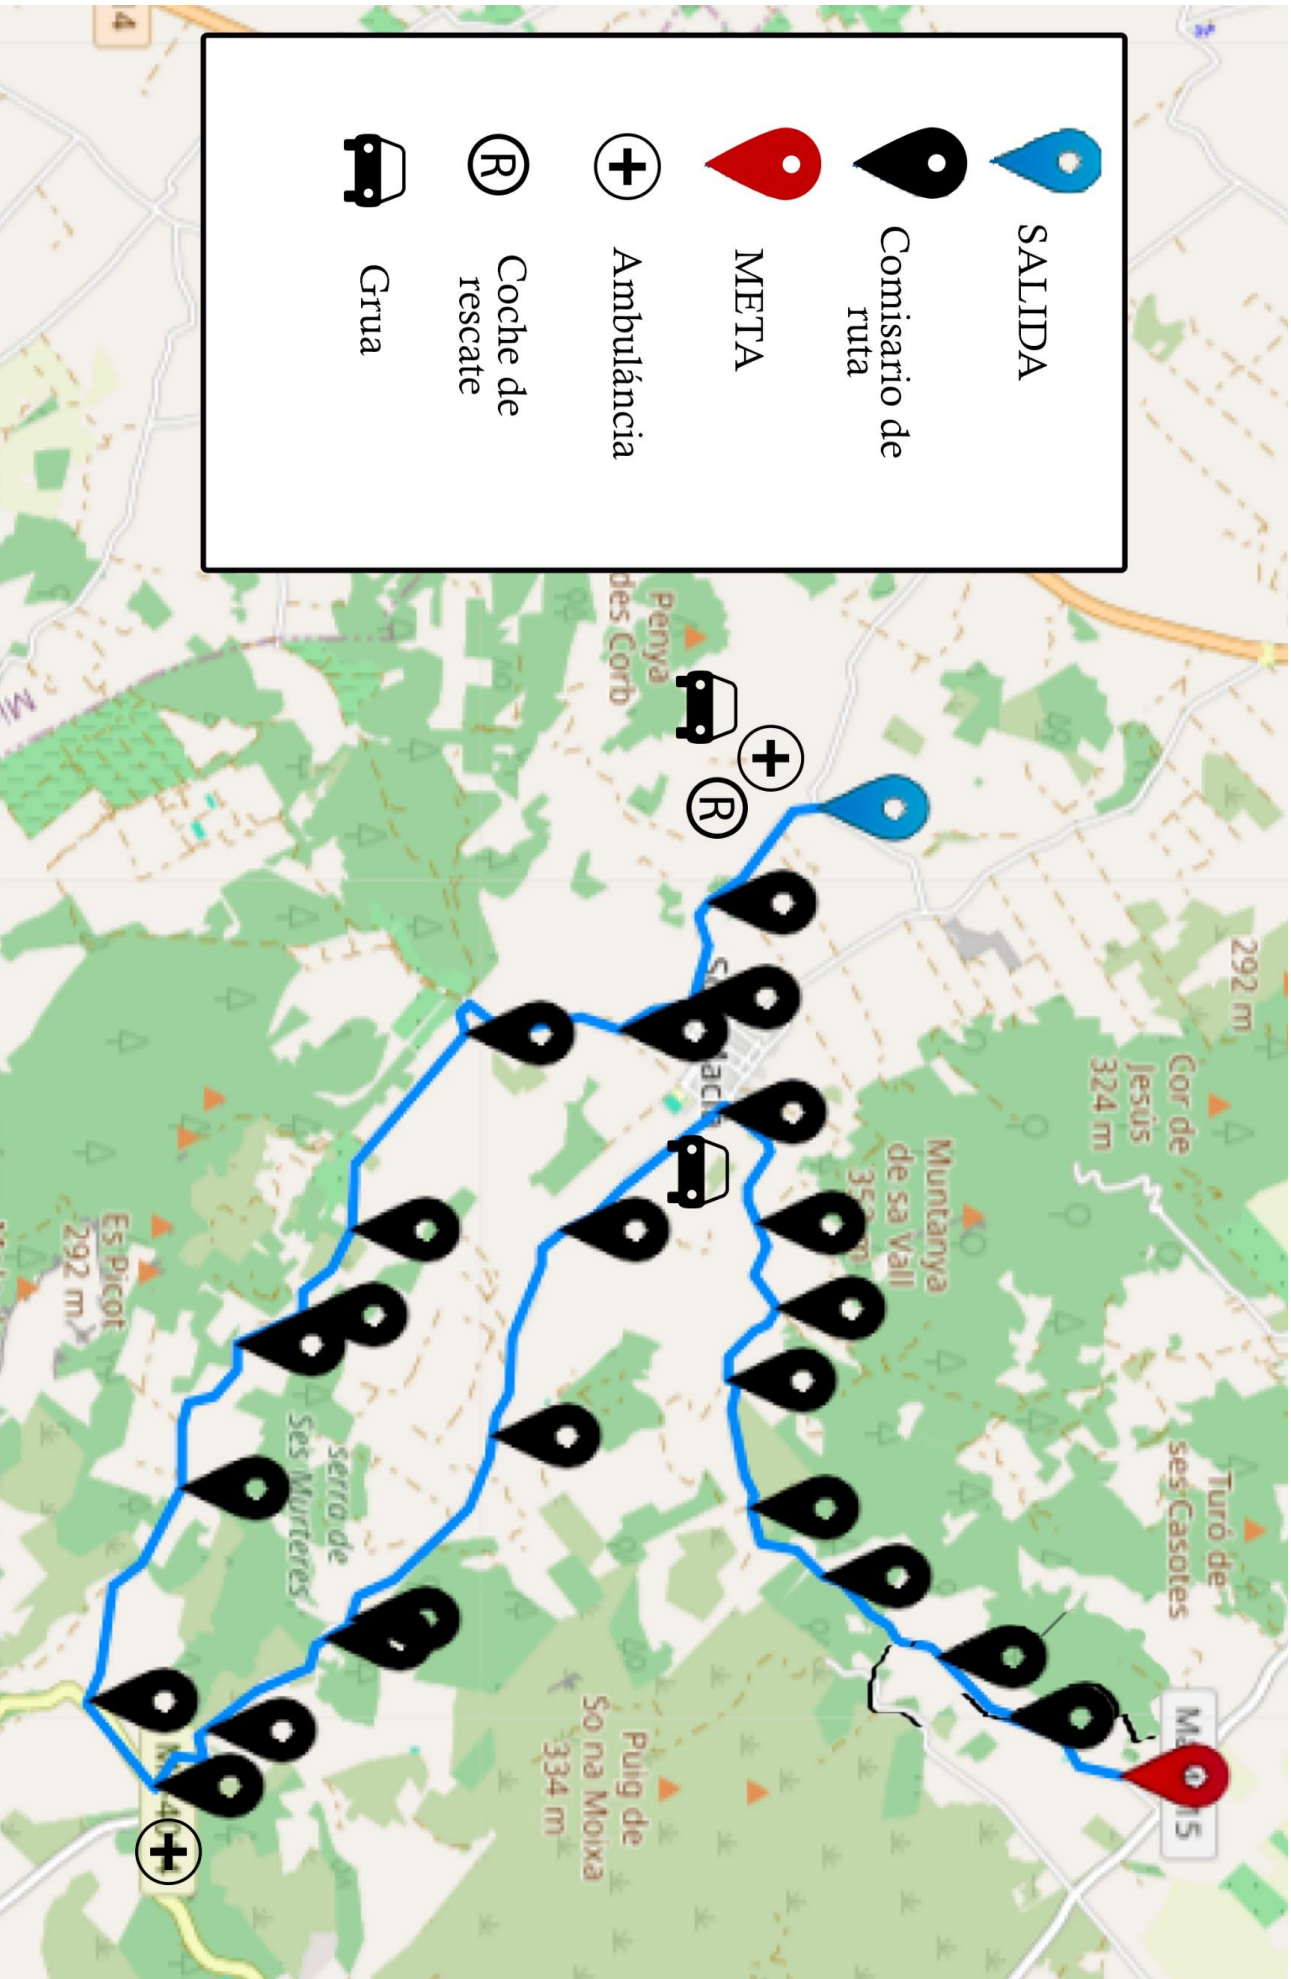 SALIDA
Comisario de
ruta
META
Ambuláncia
Coche de
rescate
Grua
R
R
292 m
Cor de
Jesús
324 m
Turó de
ses Casotes
Muntanya
de sa Vall
Penya
des Corb
Puig de
So na Moixa
334 m
serra de
Ses Murteres
Es Picot
292 m